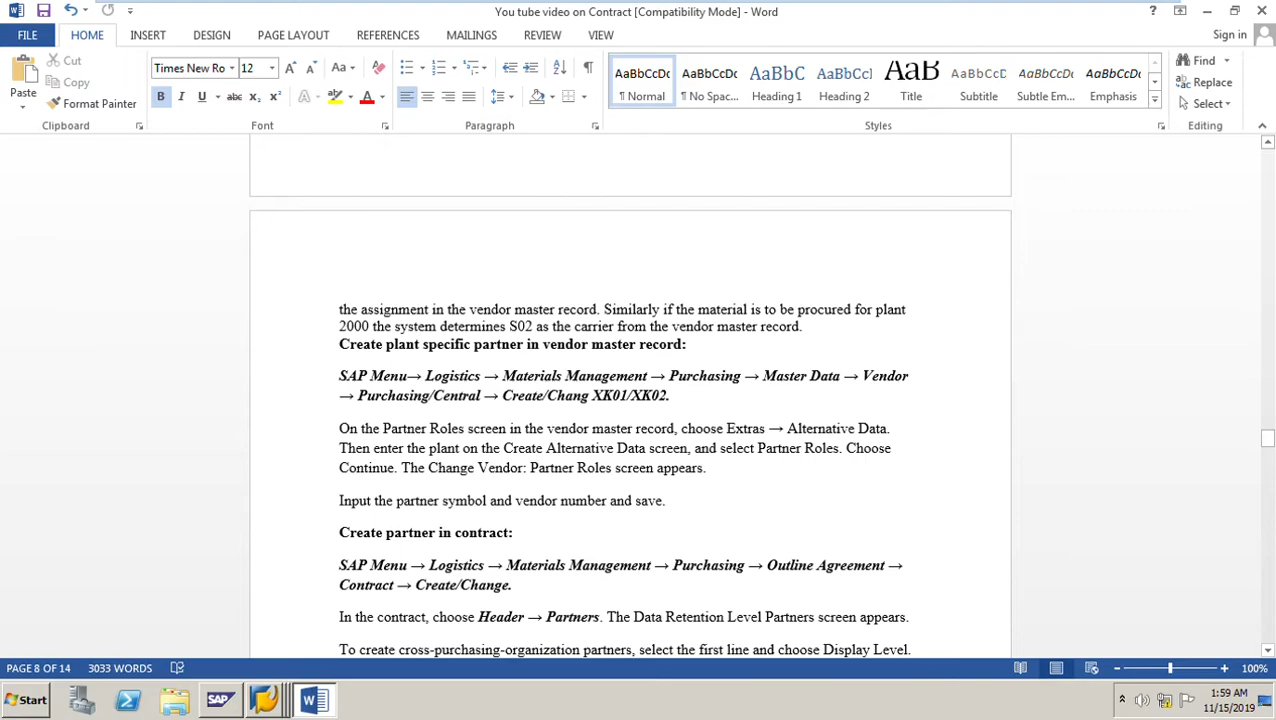 You tube video on Contract [Compatibility Mode] - Word
?
FILE
HOME
INSERT
DESIGN
PAGE LAYOUT
REFERENCES
MAILINGS
REVIEW
VIEW
Sign in
Paste
Cut
Copy
Format Painter
Clipboard
Times New Ro
12
Font
Paragraph
AaBbCcDc
¶ Normal
AaBbCcDc
¶ No Spac...
AaBbC
Heading 1
AaBbCc
Heading 2
AaB
Title
AaBbCcD
Subtitle
AaBbCcDc
Subtle Em...
AaBbCcDc
Emphasis
Styles
Find
Replace
Select
Editing
the assignment in the vendor master record. Similarly if the material is to be procured for plant
2000 the system determines S02 as the carrier from the vendor master record.
Create plant specific partner in vendor master record:
SAP Menu→ Logistics → Materials Management → Purchasing → Master Data → Vendor
→ Purchasing/Central → Create/Chang XK01/XK02.
On the Partner Roles screen in the vendor master record, choose Extras → Alternative Data.
Then enter the plant on the Create Alternative Data screen, and select Partner Roles. Choose
Continue. The Change Vendor: Partner Roles screen appears.
Input the partner symbol and vendor number and save.
Create partner in contract:
SAP Menu → Logistics → Materials Management → Purchasing → Outline Agreement →
Contract → Create/Change.
In the contract, choose Header → Partners. The Data Retention Level Partners screen appears.
To create cross-purchasing-organization partners, select the first line and choose Display Level.
PAGE 8 OF 14
3033 WORDS
100%
Start
SAP
1:59 AM
11/15/2019